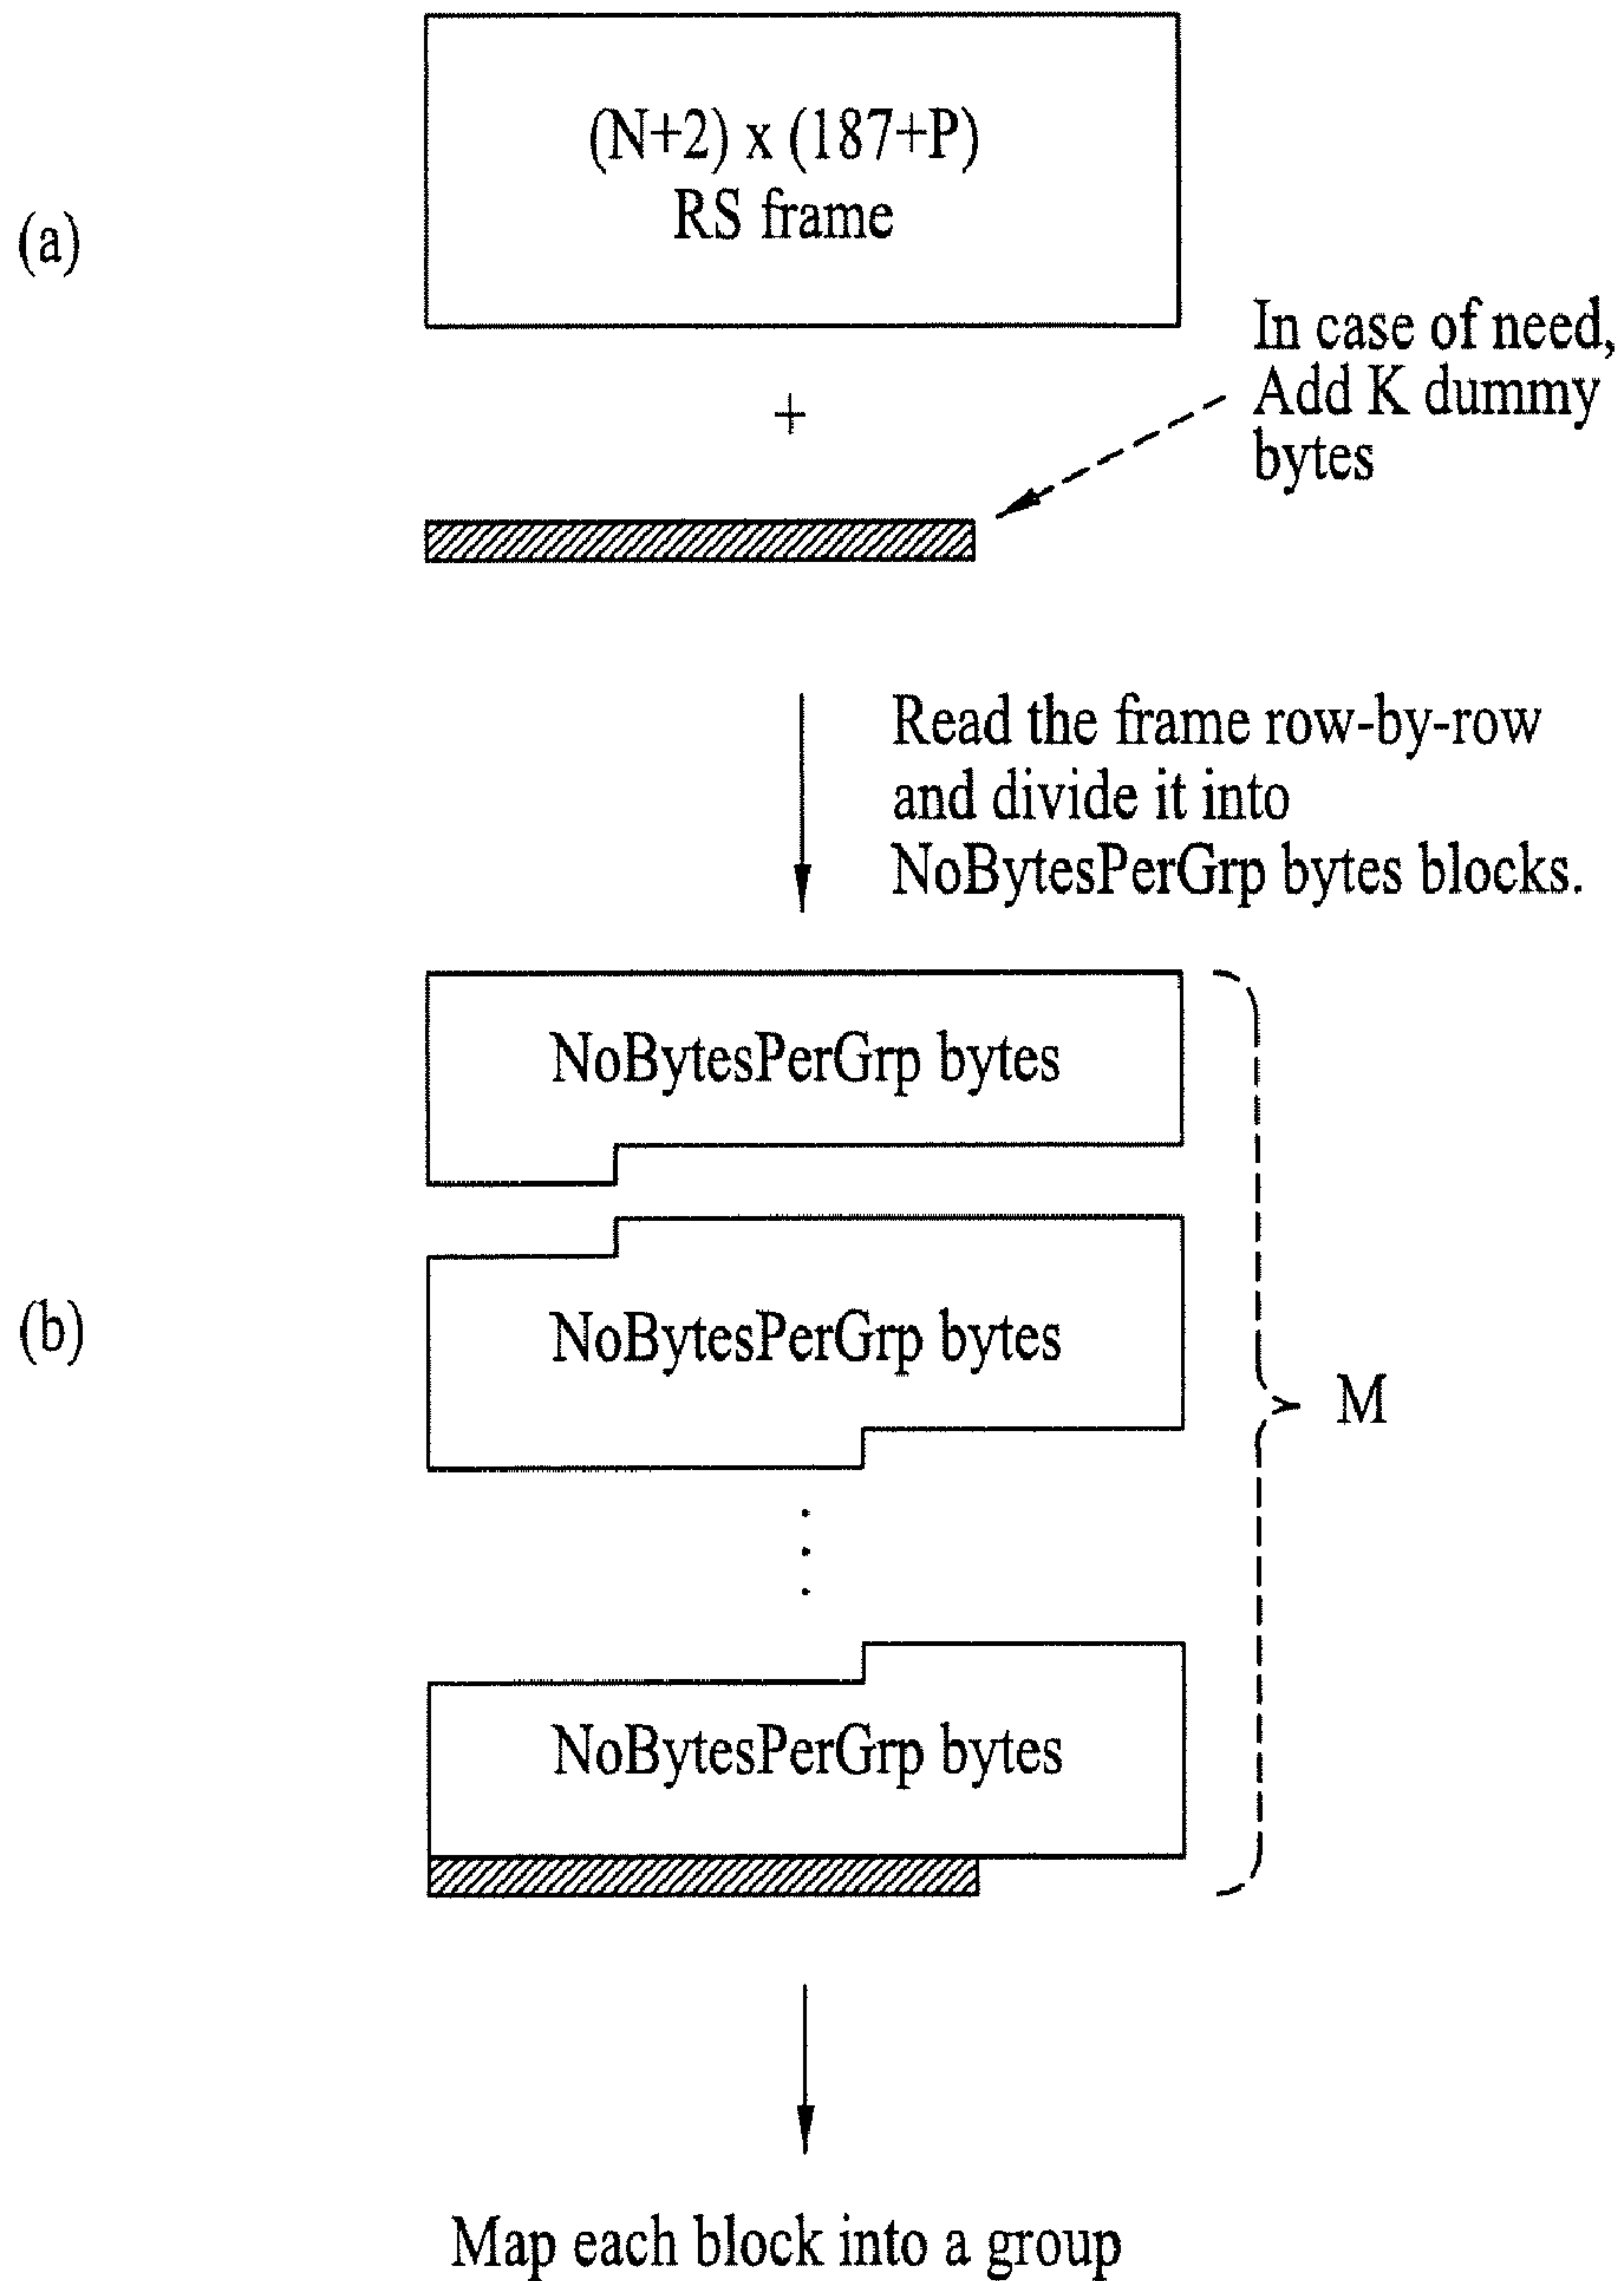 (N+2) x (187+P)
RS frame
(a)
In case of need,
Add K dummy
bytes
+
Read the frame row-by-row
and divide it into
NoBytesPerGrp bytes blocks.
NoBytesPerGrp bytes
(b)
NoBytesPerGrp bytes
M
NoBytesPerGrp bytes
Map each block into a group